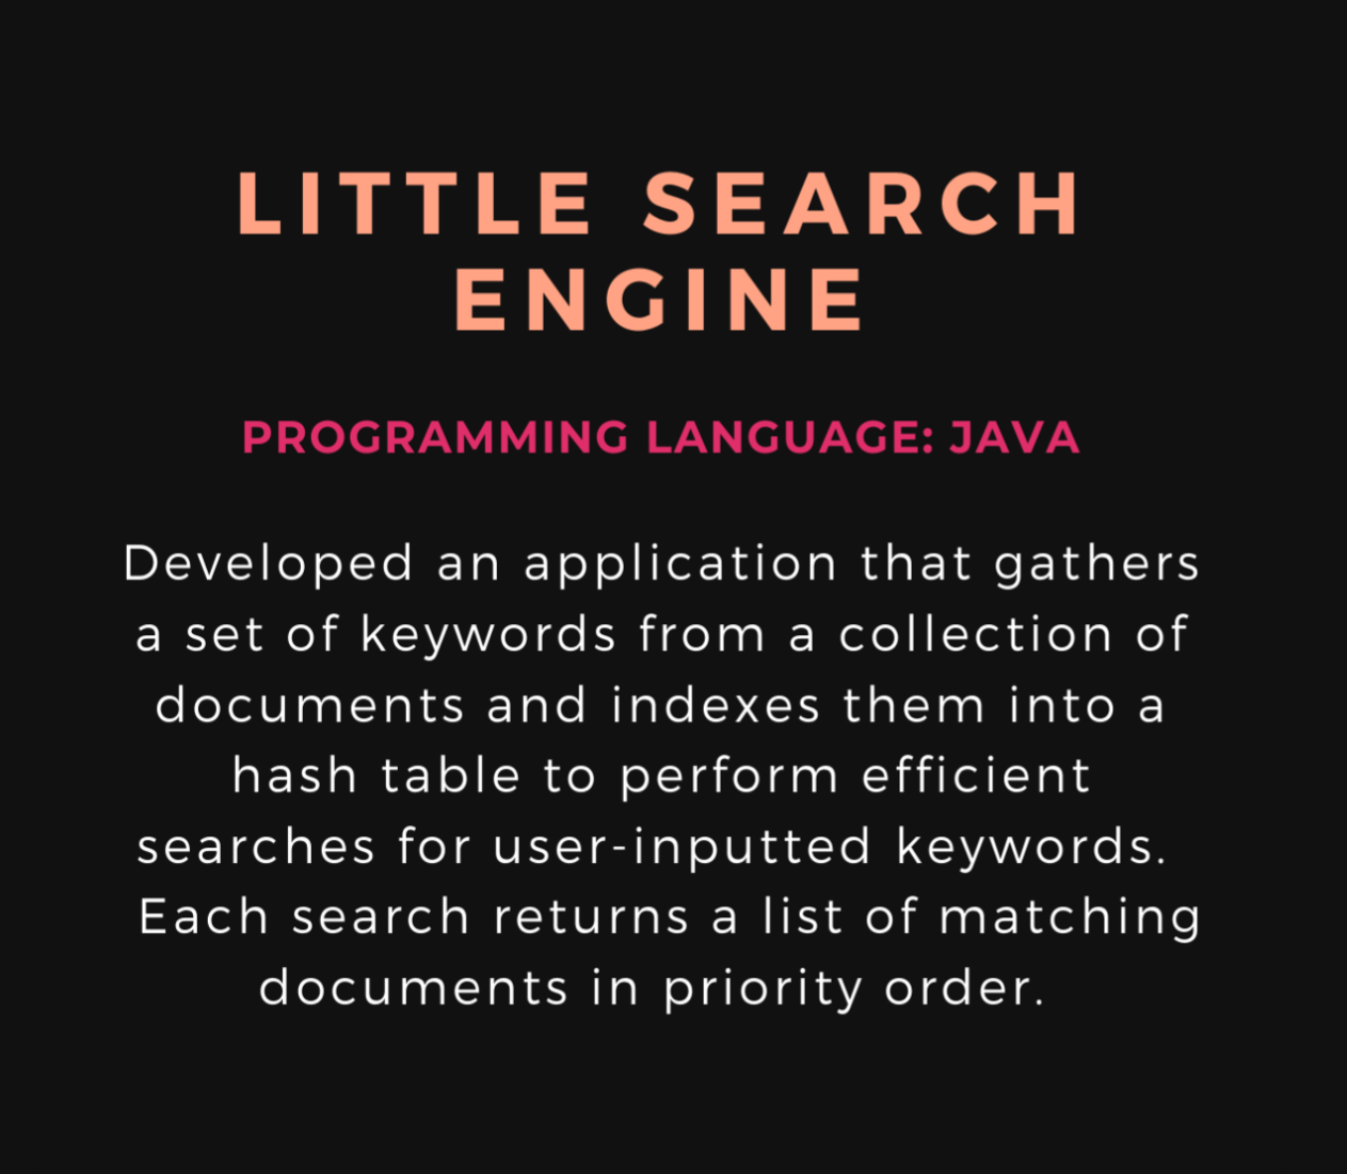 LITTLE SEARCH
ENGINE
PROGRAMMING LANGUAGE: JAVA
Developed an application that gathers
a set of keywords from a collection of
documents and indexes them into a
hash table to perform efficient
searches for user-inputted keywords.
Each search returns a list of matching
documents in priority order.